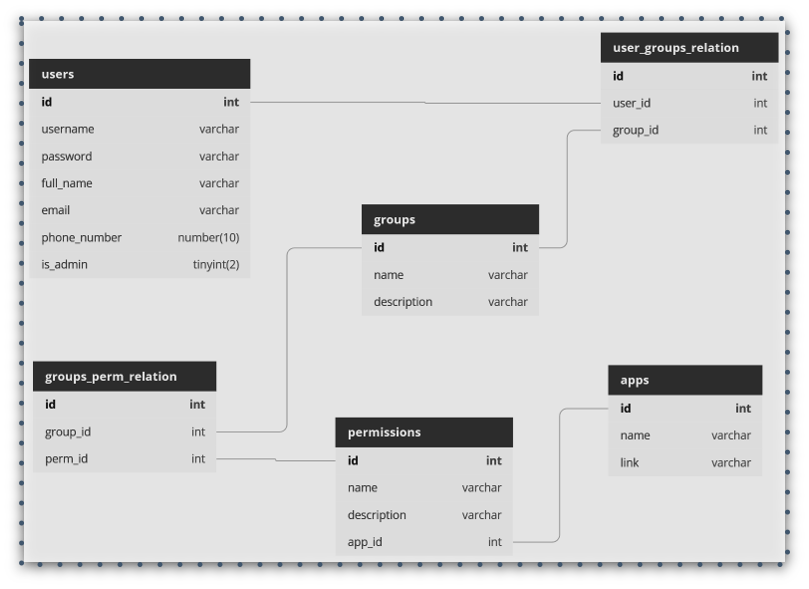 users
id int
username varchar
password varchar
full_name varchar
email varchar
phone_number number(10)
is_admin tinyint(2)
user_groups_relation
id int
user_id int
group_id int
groups
id int
name varchar
description varchar
groups_perm_relation
id int
group_id int
perm_id int
permissions
id int
name varchar
description varchar
app_id int
apps
id int
name varchar
link varchar